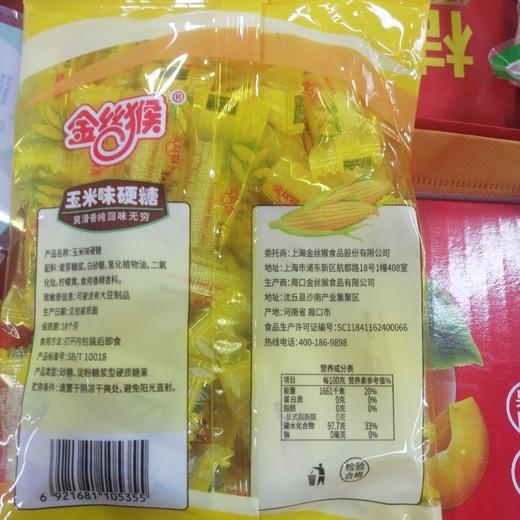 金丝猴®
玉米味硬糖
爽滑香纯回味无穷
产品名称:玉米味硬糖
配料:麦芽糖浆,白砂糖,氢化植物油,二氧
化钛,柠檬黄,食用香精香料。
致敏原信息:可能含有大豆制品
生产日期:见包装背面
保质期:18个月
食用方法:打开内包装后即食
产品标准号:SB/T 10018
产品类型:砂糖、淀粉糖浆型硬质糖果
贮存条件:请置于阴凉干爽处,避免阳光直射。
6 921681 105355
委托商:上海金丝猴食品股份有限公司
地址:上海市浦东新区航都路18号1幢408室
生产商:周口金丝猴食品有限公司
地址:沈丘县沙南产业集聚区
产地:河南省 周口市
食品生产许可证编号:SC11841162400066
热线电话:400-186-9898
营养成分表
项目 每100克 营养素参考值%
能量 1661千焦 20%
蛋白质 0克 0%
脂肪 0克 0%
-反式脂肪酸 0克
碳水化合物 97.7克 33%
钠 0毫克 0%
检验
合格
桔